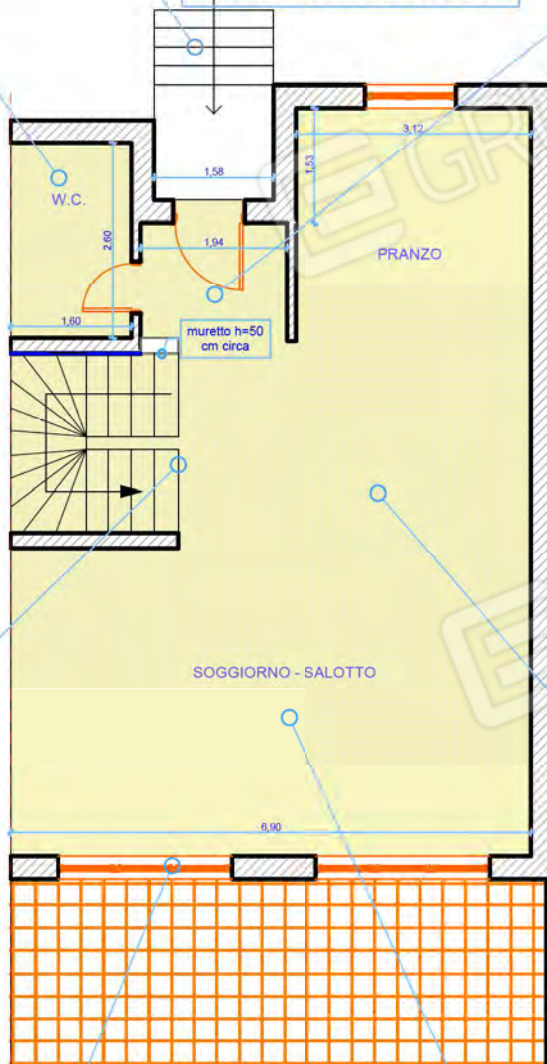 3,12
1,53
1,58
W.C.
2,60
1,94
PRANZO
1,60
muretto h=50
cm circa
SOGGIORNO - SALOTTO
6,90
GR